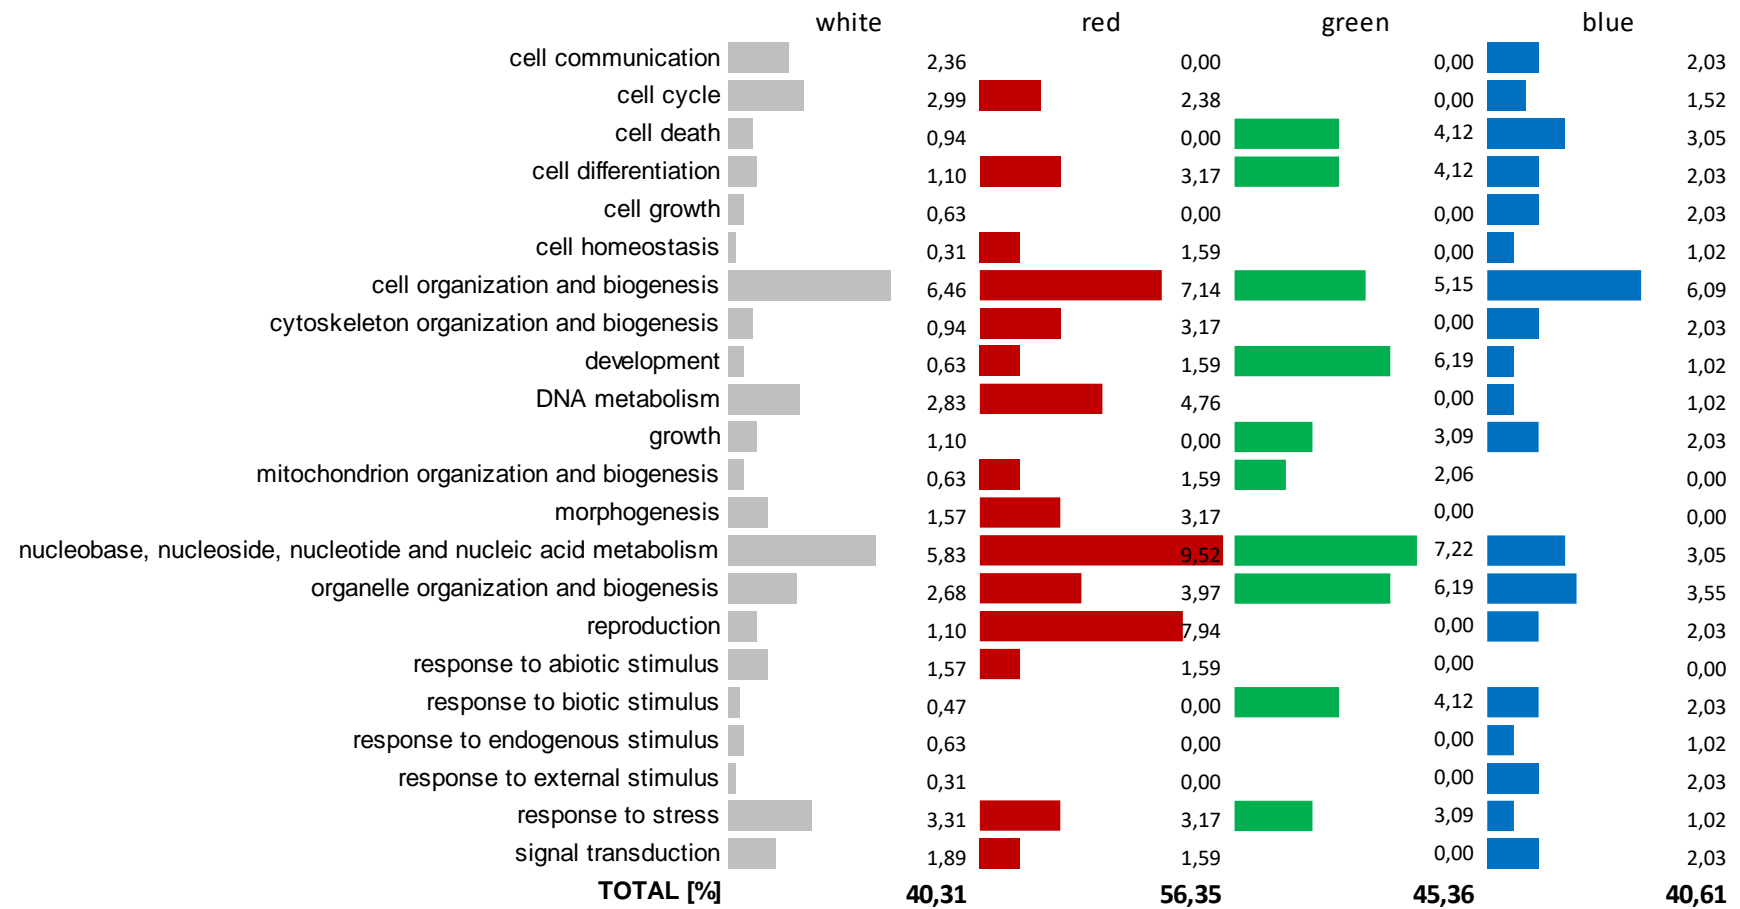 white red green blue
cell communication 2,36 0,00 0,00 2,03
cell cycle 2,99 2,38 0,00 1,52
cell death 0,94 0,00 4,12 3,05
cell differentiation 1,10 3,17 4,12 2,03
cell growth 0,63 0,00 0,00 2,03
cell homeostasis 0,31 1,59 0,00 1,02
cell organization and biogenesis 6,46 7,14 5,15 6,09
cytoskeleton organization and biogenesis 0,94 3,17 0,00 2,03
development 0,63 1,59 6,19 1,02
DNA metabolism 2,83 4,76 0,00 1,02
growth 1,10 0,00 3,09 2,03
mitochondrion organization and biogenesis 0,63 1,59 2,06 0,00
morphogenesis 1,57 3,17 0,00 0,00
nucleobase, nucleoside, nucleotide and nucleic acid metabolism 5,83 9,52 7,22 3,05
organelle organization and biogenesis 2,68 3,97 6,19 3,55
reproduction 1,10 7,94 0,00 2,03
response to abiotic stimulus 1,57 1,59 0,00 0,00
response to biotic stimulus 0,47 0,00 4,12 2,03
response to endogenous stimulus 0,63 0,00 0,00 1,02
response to external stimulus 0,31 0,00 0,00 2,03
response to stress 3,31 3,17 3,09 1,02
signal transduction 1,89 1,59 0,00 2,03
TOTAL [%] 40,31 56,35 45,36 40,61